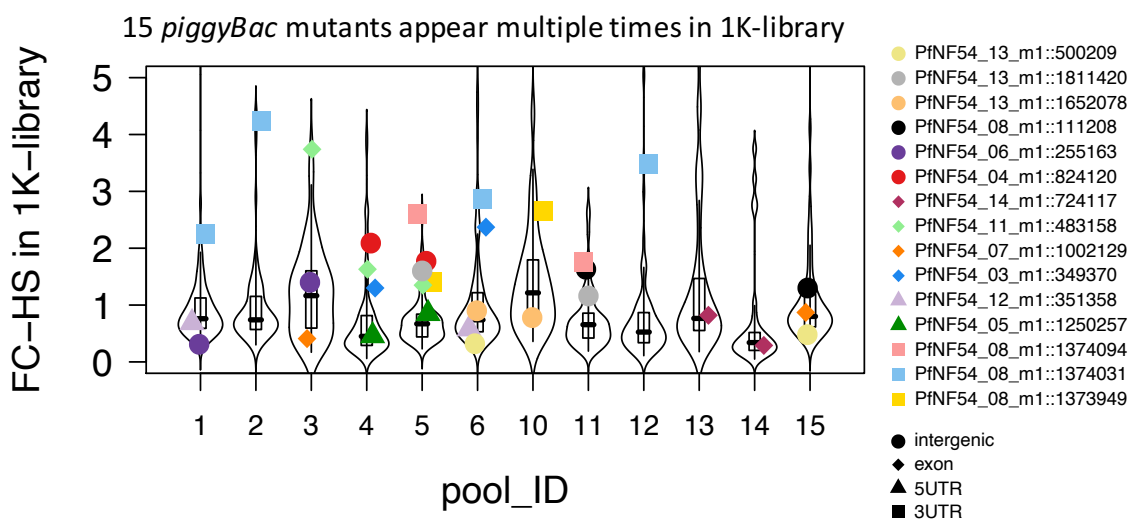 15 piggyBac mutants appear multiple times in 1K-library
FC−HS in 1K−library
5
4
3
2
1
0
1 2 3 4 5 6 10 11 12 13 14 15
pool_ID
PfNF54_13_m1::500209
PfNF54_13_m1::1811420
PfNF54_13_m1::1652078
PfNF54_08_m1::111208
PfNF54_06_m1::255163
PfNF54_04_m1::824120
PfNF54_14_m1::724117
PfNF54_11_m1::483158
PfNF54_07_m1::1002129
PfNF54_03_m1::349370
PfNF54_12_m1::351358
PfNF54_05_m1::1250257
PfNF54_08_m1::1374094
PfNF54_08_m1::1374031
PfNF54_08_m1::1373949
intergenic
exon
5UTR
3UTR